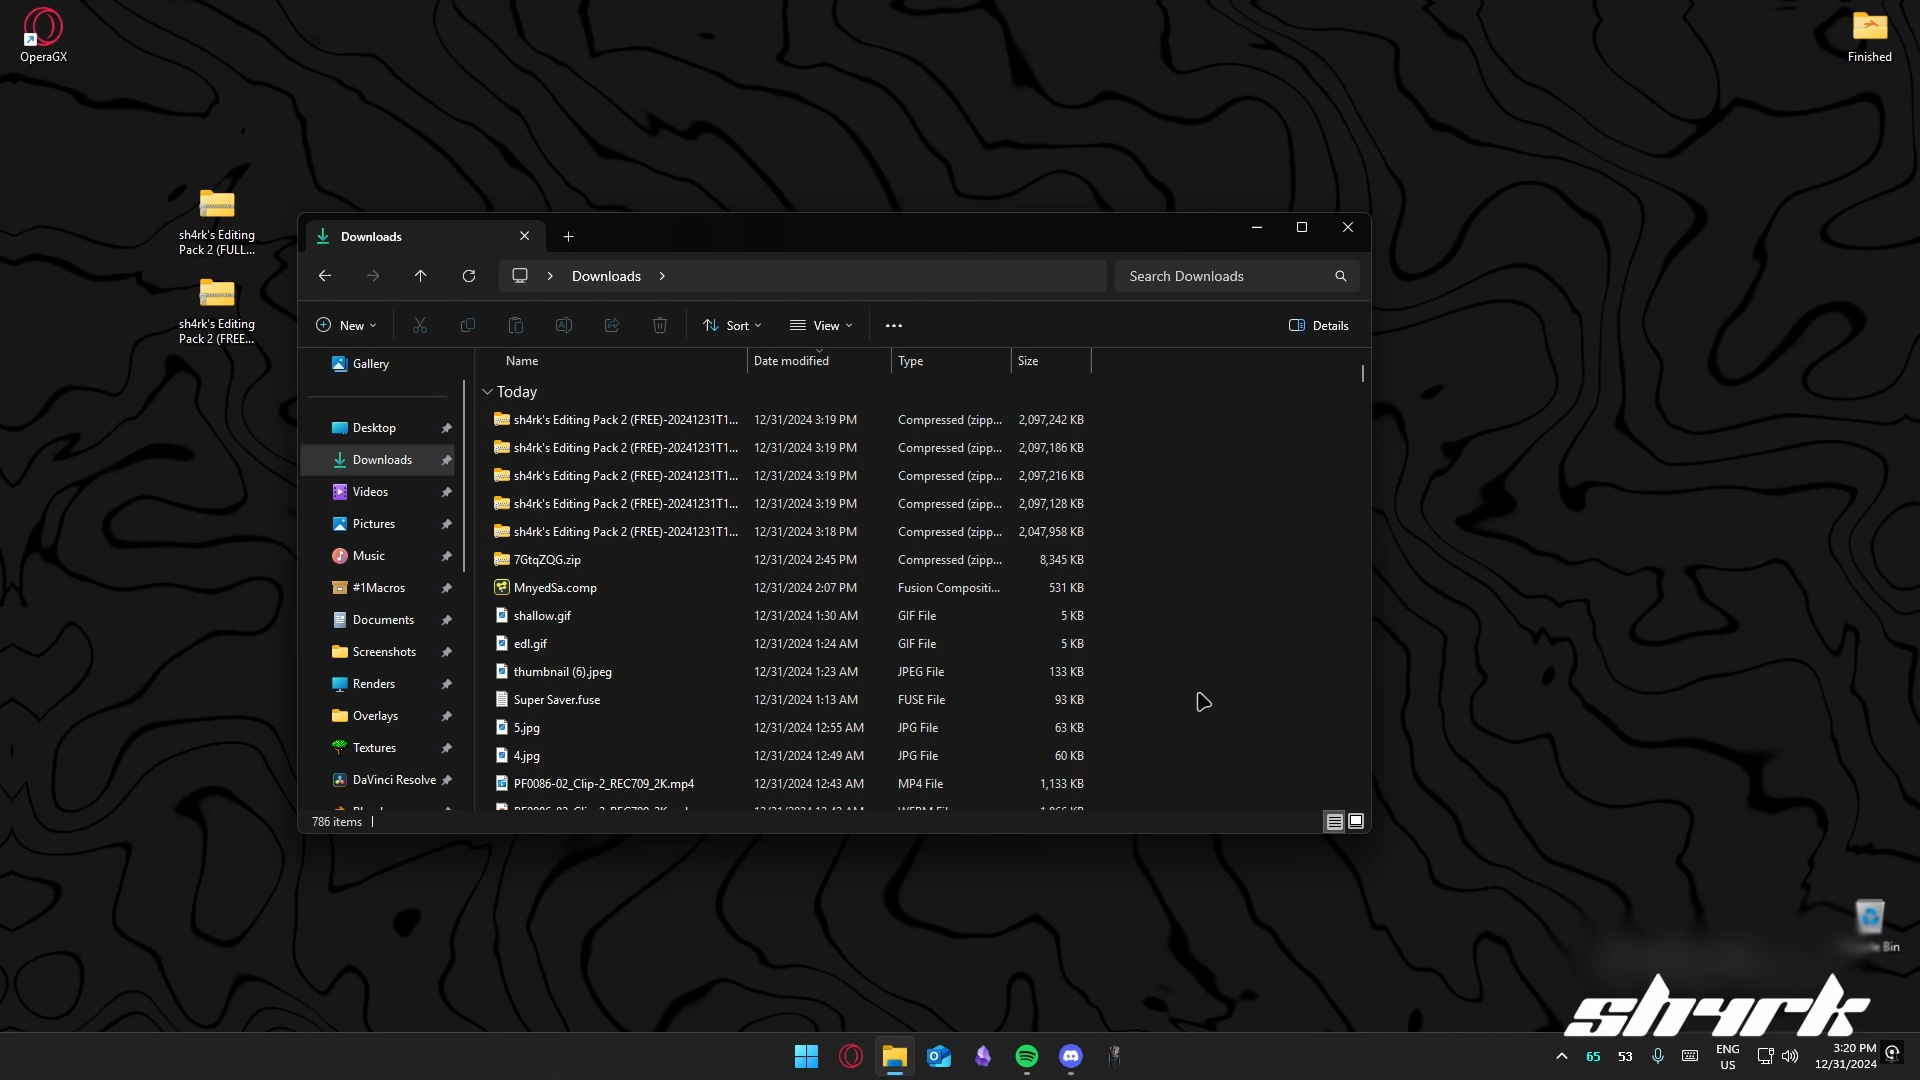 OperaGX
Finished
sh4rk's Editing
Pack 2 (FULL...
sh4rk's Editing
Pack 2 (FREE...
Downloads
Downloads
Search Downloads
New
Sort
View
Details
Name Date modified Type Size
Gallery
Desktop
Downloads
Videos
Pictures
Music
#1Macros
Documents
Screenshots
Renders
Overlays
Textures
DaVinci Resolve
Today
sh4rk's Editing Pack 2 (FREE)-20241231T1... 12/31/2024 3:19 PM Compressed (zipp... 2,097,242 KB
sh4rk's Editing Pack 2 (FREE)-20241231T1... 12/31/2024 3:19 PM Compressed (zipp... 2,097,186 KB
sh4rk's Editing Pack 2 (FREE)-20241231T1... 12/31/2024 3:19 PM Compressed (zipp... 2,097,216 KB
sh4rk's Editing Pack 2 (FREE)-20241231T1... 12/31/2024 3:19 PM Compressed (zipp... 2,097,128 KB
sh4rk's Editing Pack 2 (FREE)-20241231T1... 12/31/2024 3:18 PM Compressed (zipp... 2,047,958 KB
7GtqZQG.zip 12/31/2024 2:45 PM Compressed (zipp... 8,345 KB
MnyedSa.comp 12/31/2024 2:07 PM Fusion Compositi... 531 KB
shallow.gif 12/31/2024 1:30 AM GIF File 5 KB
edl.gif 12/31/2024 1:24 AM GIF File 5 KB
thumbnail (6).jpeg 12/31/2024 1:23 AM JPEG File 133 KB
Super Saver.fuse 12/31/2024 1:13 AM FUSE File 93 KB
5.jpg 12/31/2024 12:55 AM JPG File 63 KB
4.jpg 12/31/2024 12:49 AM JPG File 60 KB
PF0086-02_Clip-2_REC709_2K.mp4 12/31/2024 12:43 AM MP4 File 1,133 KB
786 items
Bin
sh4rk
65 53
ENG
US
3:20 PM
12/31/2024